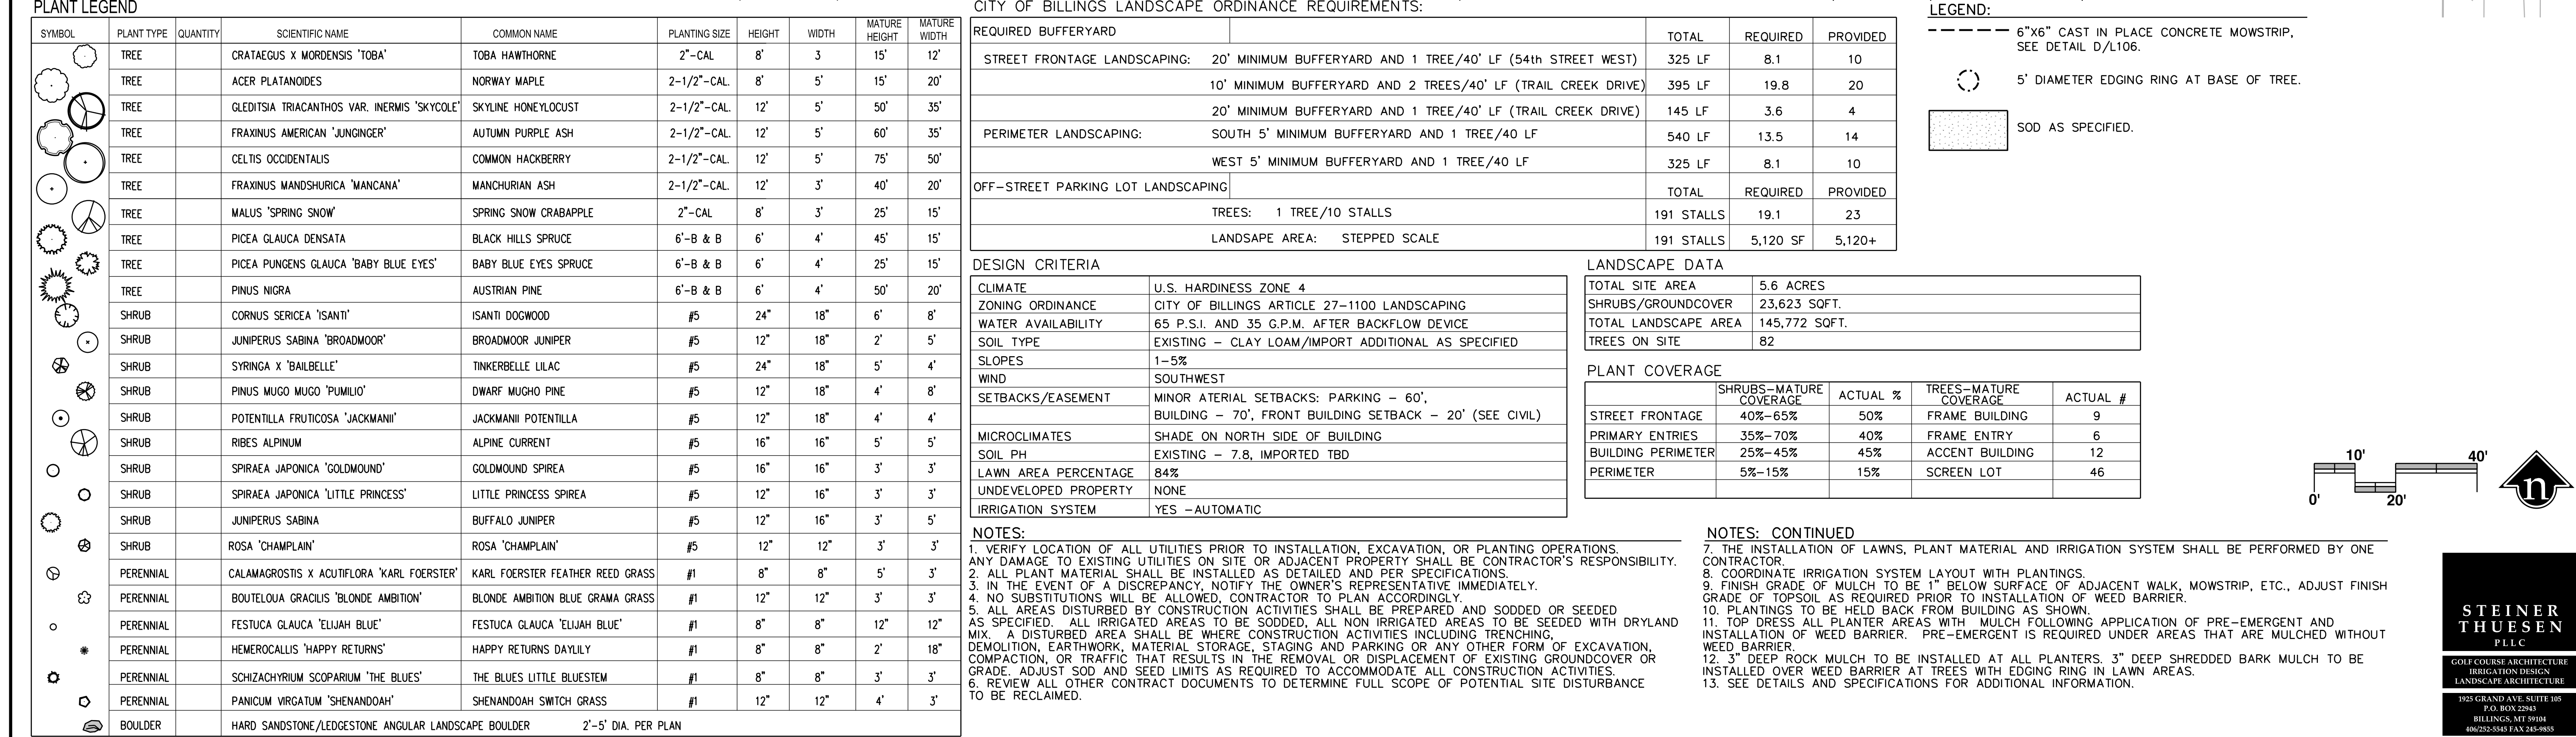 PLANT LEGEND
SYMBOL PLANT TYPE QUANTITY SCIENTIFIC NAME COMMON NAME PLANTING SIZE HEIGHT WIDTH MATURE HEIGHT MATURE WIDTH
TREE CRATAEGUS X MORDENSIS 'TOBA' TOBA HAWTHORNE 2"-CAL 8' 3 15' 12'
TREE ACER PLATANOIDES NORWAY MAPLE 2-1/2"-CAL. 8' 5' 15' 20'
TREE GLEDITSIA TRIACANTHOS VAR. INERMIS 'SKYCOLE' SKYLINE HONEYLOCUST 2-1/2"-CAL. 12' 5' 50' 35'
TREE FRAXINUS AMERICAN 'JUNGINGER' AUTUMN PURPLE ASH 2-1/2"-CAL. 12' 5' 60' 35'
TREE CELTIS OCCIDENTALIS COMMON HACKBERRY 2-1/2"-CAL. 12' 5' 75' 50'
TREE FRAXINUS MANDSHURICA 'MANCANA' MANCHURIAN ASH 2-1/2"-CAL. 12' 3' 40' 20'
TREE MALUS 'SPRING SNOW' SPRING SNOW CRABAPPLE 2"-CAL 8' 3' 25' 15'
TREE PICEA GLAUCA DENSATA BLACK HILLS SPRUCE 6'-B & B 6' 4' 45' 15'
TREE PICEA PUNGENS GLAUCA 'BABY BLUE EYES' BABY BLUE EYES SPRUCE 6'-B & B 6' 4' 25' 15'
TREE PINUS NIGRA AUSTRIAN PINE 6'-B & B 6' 4' 50' 20'
SHRUB CORNUS SERICEA 'ISANTI' ISANTI DOGWOOD #5 24" 18" 6' 8'
SHRUB JUNIPERUS SABINA 'BROADMOOR' BROADMOOR JUNIPER #5 12" 18" 2' 5'
SHRUB SYRINGA X 'BAILBELLE' TINKERBELLE LILAC #5 24" 18" 5' 4'
SHRUB PINUS MUGO MUGO 'PUMILIO' DWARF MUGHO PINE #5 12" 18" 4' 8'
SHRUB POTENTILLA FRUTICOSA 'JACKMANII' JACKMANII POTENTILLA #5 12" 18" 4' 4'
SHRUB RIBES ALPINUM ALPINE CURRENT #5 16" 16" 5' 5'
SHRUB SPIRAEA JAPONICA 'GOLDMOUND' GOLDMOUND SPIREA #5 16" 16" 3' 3'
SHRUB SPIRAEA JAPONICA 'LITTLE PRINCESS' LITTLE PRINCESS SPIREA #5 12" 16" 3' 3'
SHRUB JUNIPERUS SABINA BUFFALO JUNIPER #5 12" 16" 3' 5'
SHRUB ROSA 'CHAMPLAIN' ROSA 'CHAMPLAIN' #5 12" 12" 3' 3'
PERENNIAL CALAMAGROSTIS X ACUTIFLORA 'KARL FOERSTER' KARL FOERSTER FEATHER REED GRASS #1 8" 8" 5' 3'
PERENNIAL BOUTELOUA GRACILIS 'BLONDE AMBITION' BLONDE AMBITION BLUE GRAMA GRASS #1 12" 12" 3' 3'
PERENNIAL FESTUCA GLAUCA 'ELIJAH BLUE' FESTUCA GLAUCA 'ELIJAH BLUE' #1 8" 8" 12" 12"
PERENNIAL HEMEROCALLIS 'HAPPY RETURNS' HAPPY RETURNS DAYLILY #1 8" 8" 2' 18"
PERENNIAL SCHIZACHYRIUM SCOPARIUM 'THE BLUES' THE BLUES LITTLE BLUESTEM #1 8" 8" 3' 3'
PERENNIAL PANICUM VIRGATUM 'SHENANDOAH' SHENANDOAH SWITCH GRASS #1 12" 12" 4' 3'
BOULDER HARD SANDSTONE/LEDGESTONE ANGULAR LANDSCAPE BOULDER 2'-5' DIA. PER PLAN
CITY OF BILLINGS LANDSCAPE ORDINANCE REQUIREMENTS:
REQUIRED BUFFERYARD TOTAL REQUIRED PROVIDED
STREET FRONTAGE LANDSCAPING: 20' MINIMUM BUFFERYARD AND 1 TREE/40' LF (54th STREET WEST) 325 LF 8.1 10
10' MINIMUM BUFFERYARD AND 2 TREES/40' LF (TRAIL CREEK DRIVE) 395 LF 19.8 20
20' MINIMUM BUFFERYARD AND 1 TREE/40' LF (TRAIL CREEK DRIVE) 145 LF 3.6 4
PERIMETER LANDSCAPING: SOUTH 5' MINIMUM BUFFERYARD AND 1 TREE/40 LF 540 LF 13.5 14
WEST 5' MINIMUM BUFFERYARD AND 1 TREE/40 LF 325 LF 8.1 10
OFF-STREET PARKING LOT LANDSCAPING TOTAL REQUIRED PROVIDED
TREES: 1 TREE/10 STALLS 191 STALLS 19.1 23
LANDSAPE AREA: STEPPED SCALE 191 STALLS 5,120 SF 5,120+
DESIGN CRITERIA
CLIMATE U.S. HARDINESS ZONE 4
ZONING ORDINANCE CITY OF BILLINGS ARTICLE 27-1100 LANDSCAPING
WATER AVAILABILITY 65 P.S.I. AND 35 G.P.M. AFTER BACKFLOW DEVICE
SOIL TYPE EXISTING - CLAY LOAM/IMPORT ADDITIONAL AS SPECIFIED
SLOPES 1-5%
WIND SOUTHWEST
SETBACKS/EASEMENT MINOR ATERIAL SETBACKS: PARKING - 60',
BUILDING - 70', FRONT BUILDING SETBACK - 20' (SEE CIVIL)
MICROCLIMATES SHADE ON NORTH SIDE OF BUILDING
SOIL PH EXISTING - 7.8, IMPORTED TBD
LAWN AREA PERCENTAGE 84%
UNDEVELOPED PROPERTY NONE
IRRIGATION SYSTEM YES -AUTOMATIC
LANDSCAPE DATA
TOTAL SITE AREA 5.6 ACRES
SHRUBS/GROUNDCOVER 23,623 SQFT.
TOTAL LANDSCAPE AREA 145,772 SQFT.
TREES ON SITE 82
PLANT COVERAGE
SHRUBS-MATURE COVERAGE ACTUAL % TREES-MATURE COVERAGE ACTUAL #
STREET FRONTAGE 40%-65% 50% FRAME BUILDING 9
PRIMARY ENTRIES 35%-70% 40% FRAME ENTRY 6
BUILDING PERIMETER 25%-45% 45% ACCENT BUILDING 12
PERIMETER 5%-15% 15% SCREEN LOT 46
NOTES:
1. VERIFY LOCATION OF ALL UTILITIES PRIOR TO INSTALLATION, EXCAVATION, OR PLANTING OPERATIONS.
ANY DAMAGE TO EXISTING UTILITIES ON SITE OR ADJACENT PROPERTY SHALL BE CONTRACTOR'S RESPONSIBILITY.
2. ALL PLANT MATERIAL SHALL BE INSTALLED AS DETAILED AND PER SPECIFICATIONS.
3. IN THE EVENT OF A DISCREPANCY, NOTIFY THE OWNER'S REPRESENTATIVE IMMEDIATELY.
4. NO SUBSTITUTIONS WILL BE ALLOWED, CONTRACTOR TO PLAN ACCORDINGLY.
5. ALL AREAS DISTURBED BY CONSTRUCTION ACTIVITIES SHALL BE PREPARED AND SODDED OR SEEDED
AS SPECIFIED. ALL IRRIGATED AREAS TO BE SODDED, ALL NON IRRIGATED AREAS TO BE SEEDED WITH DRYLAND
MIX. A DISTURBED AREA SHALL BE WHERE CONSTRUCTION ACTIVITIES INCLUDING TRENCHING,
DEMOLITION, EARTHWORK, MATERIAL STORAGE, STAGING AND PARKING OR ANY OTHER FORM OF EXCAVATION,
COMPACTION, OR TRAFFIC THAT RESULTS IN THE REMOVAL OR DISPLACEMENT OF EXISTING GROUNDCOVER OR
GRADE. ADJUST SOD AND SEED LIMITS AS REQUIRED TO ACCOMMODATE ALL CONSTRUCTION ACTIVITIES.
6. REVIEW ALL OTHER CONTRACT DOCUMENTS TO DETERMINE FULL SCOPE OF POTENTIAL SITE DISTURBANCE
TO BE RECLAIMED.
NOTES: CONTINUED
7. THE INSTALLATION OF LAWNS, PLANT MATERIAL AND IRRIGATION SYSTEM SHALL BE PERFORMED BY ONE
CONTRACTOR.
8. COORDINATE IRRIGATION SYSTEM LAYOUT WITH PLANTINGS.
9. FINISH GRADE OF MULCH TO BE 1" BELOW SURFACE OF ADJACENT WALK, MOWSTRIP, ETC., ADJUST FINISH
GRADE OF TOPSOIL AS REQUIRED PRIOR TO INSTALLATION OF WEED BARRIER.
10. PLANTINGS TO BE HELD BACK FROM BUILDING AS SHOWN.
11. TOP DRESS ALL PLANTER AREAS WITH MULCH FOLLOWING APPLICATION OF PRE-EMERGENT AND
INSTALLATION OF WEED BARRIER. PRE-EMERGENT IS REQUIRED UNDER AREAS THAT ARE MULCHED WITHOUT
WEED BARRIER.
12. 3" DEEP ROCK MULCH TO BE INSTALLED AT ALL PLANTERS. 3" DEEP SHREDDED BARK MULCH TO BE
INSTALLED OVER WEED BARRIER AT TREES WITH EDGING RING IN LAWN AREAS.
13. SEE DETAILS AND SPECIFICATIONS FOR ADDITIONAL INFORMATION.
LEGEND:
6"X6" CAST IN PLACE CONCRETE MOWSTRIP,
SEE DETAIL D/L106.
5' DIAMETER EDGING RING AT BASE OF TREE.
SOD AS SPECIFIED.
10' 40'
0' 20'
n
STEINER
THUESEN
PLLC
GOLF COURSE ARCHITECTURE
IRRIGATION DESIGN
LANDSCAPE ARCHITECTURE
1925 GRAND AVE. SUITE 105
P.O. BOX 22943
BILLINGS, MT 59104
406/252-5545 FAX 245-9855